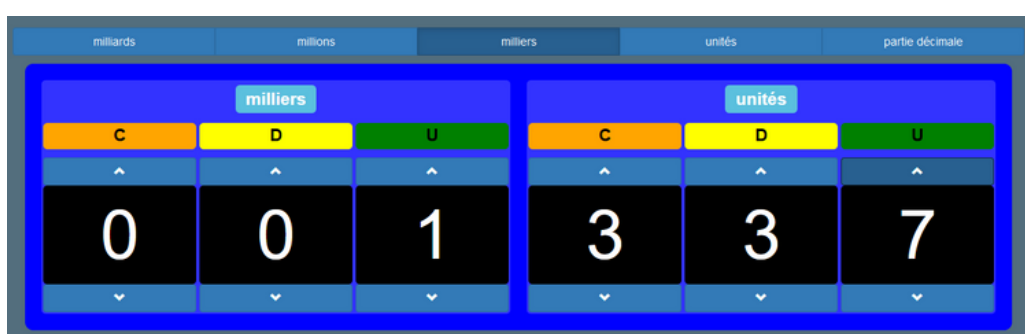 milliards millions milliers unités partie décimale
milliers unités
C D U C D U
0 0 1 3 3 7